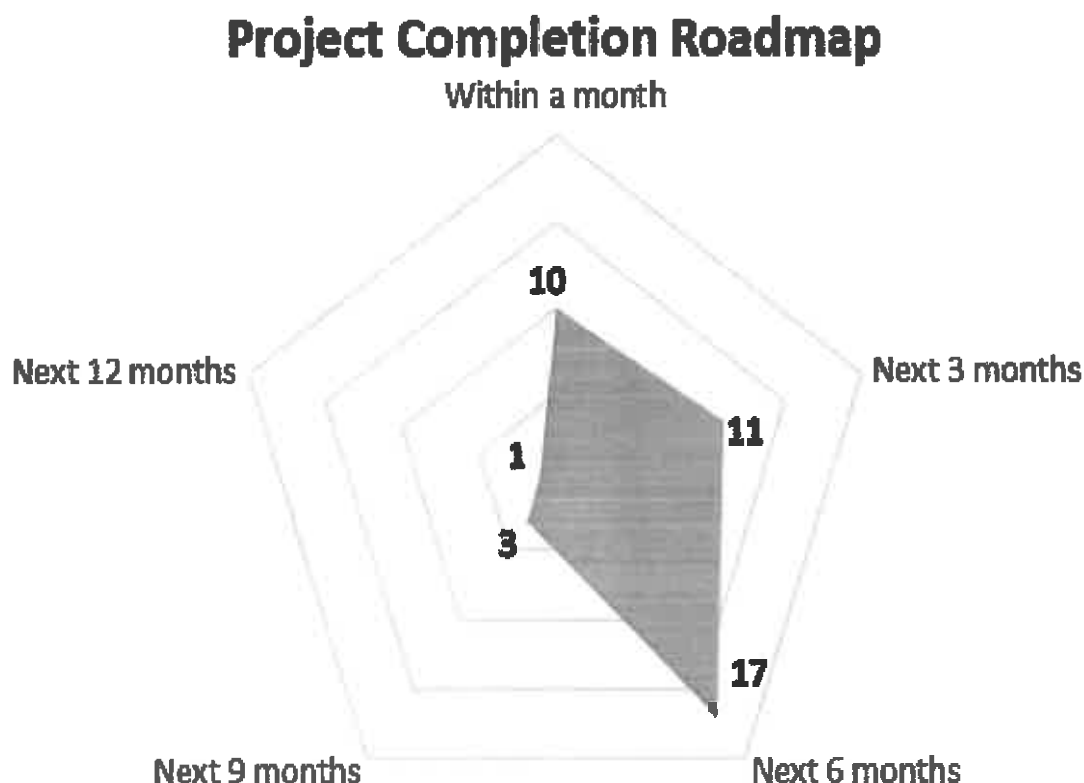 Project Completion Roadmap
Within a month
10
Next 12 months
Next 3 months
11
1
3
17
Next 9 months
Next 6 months